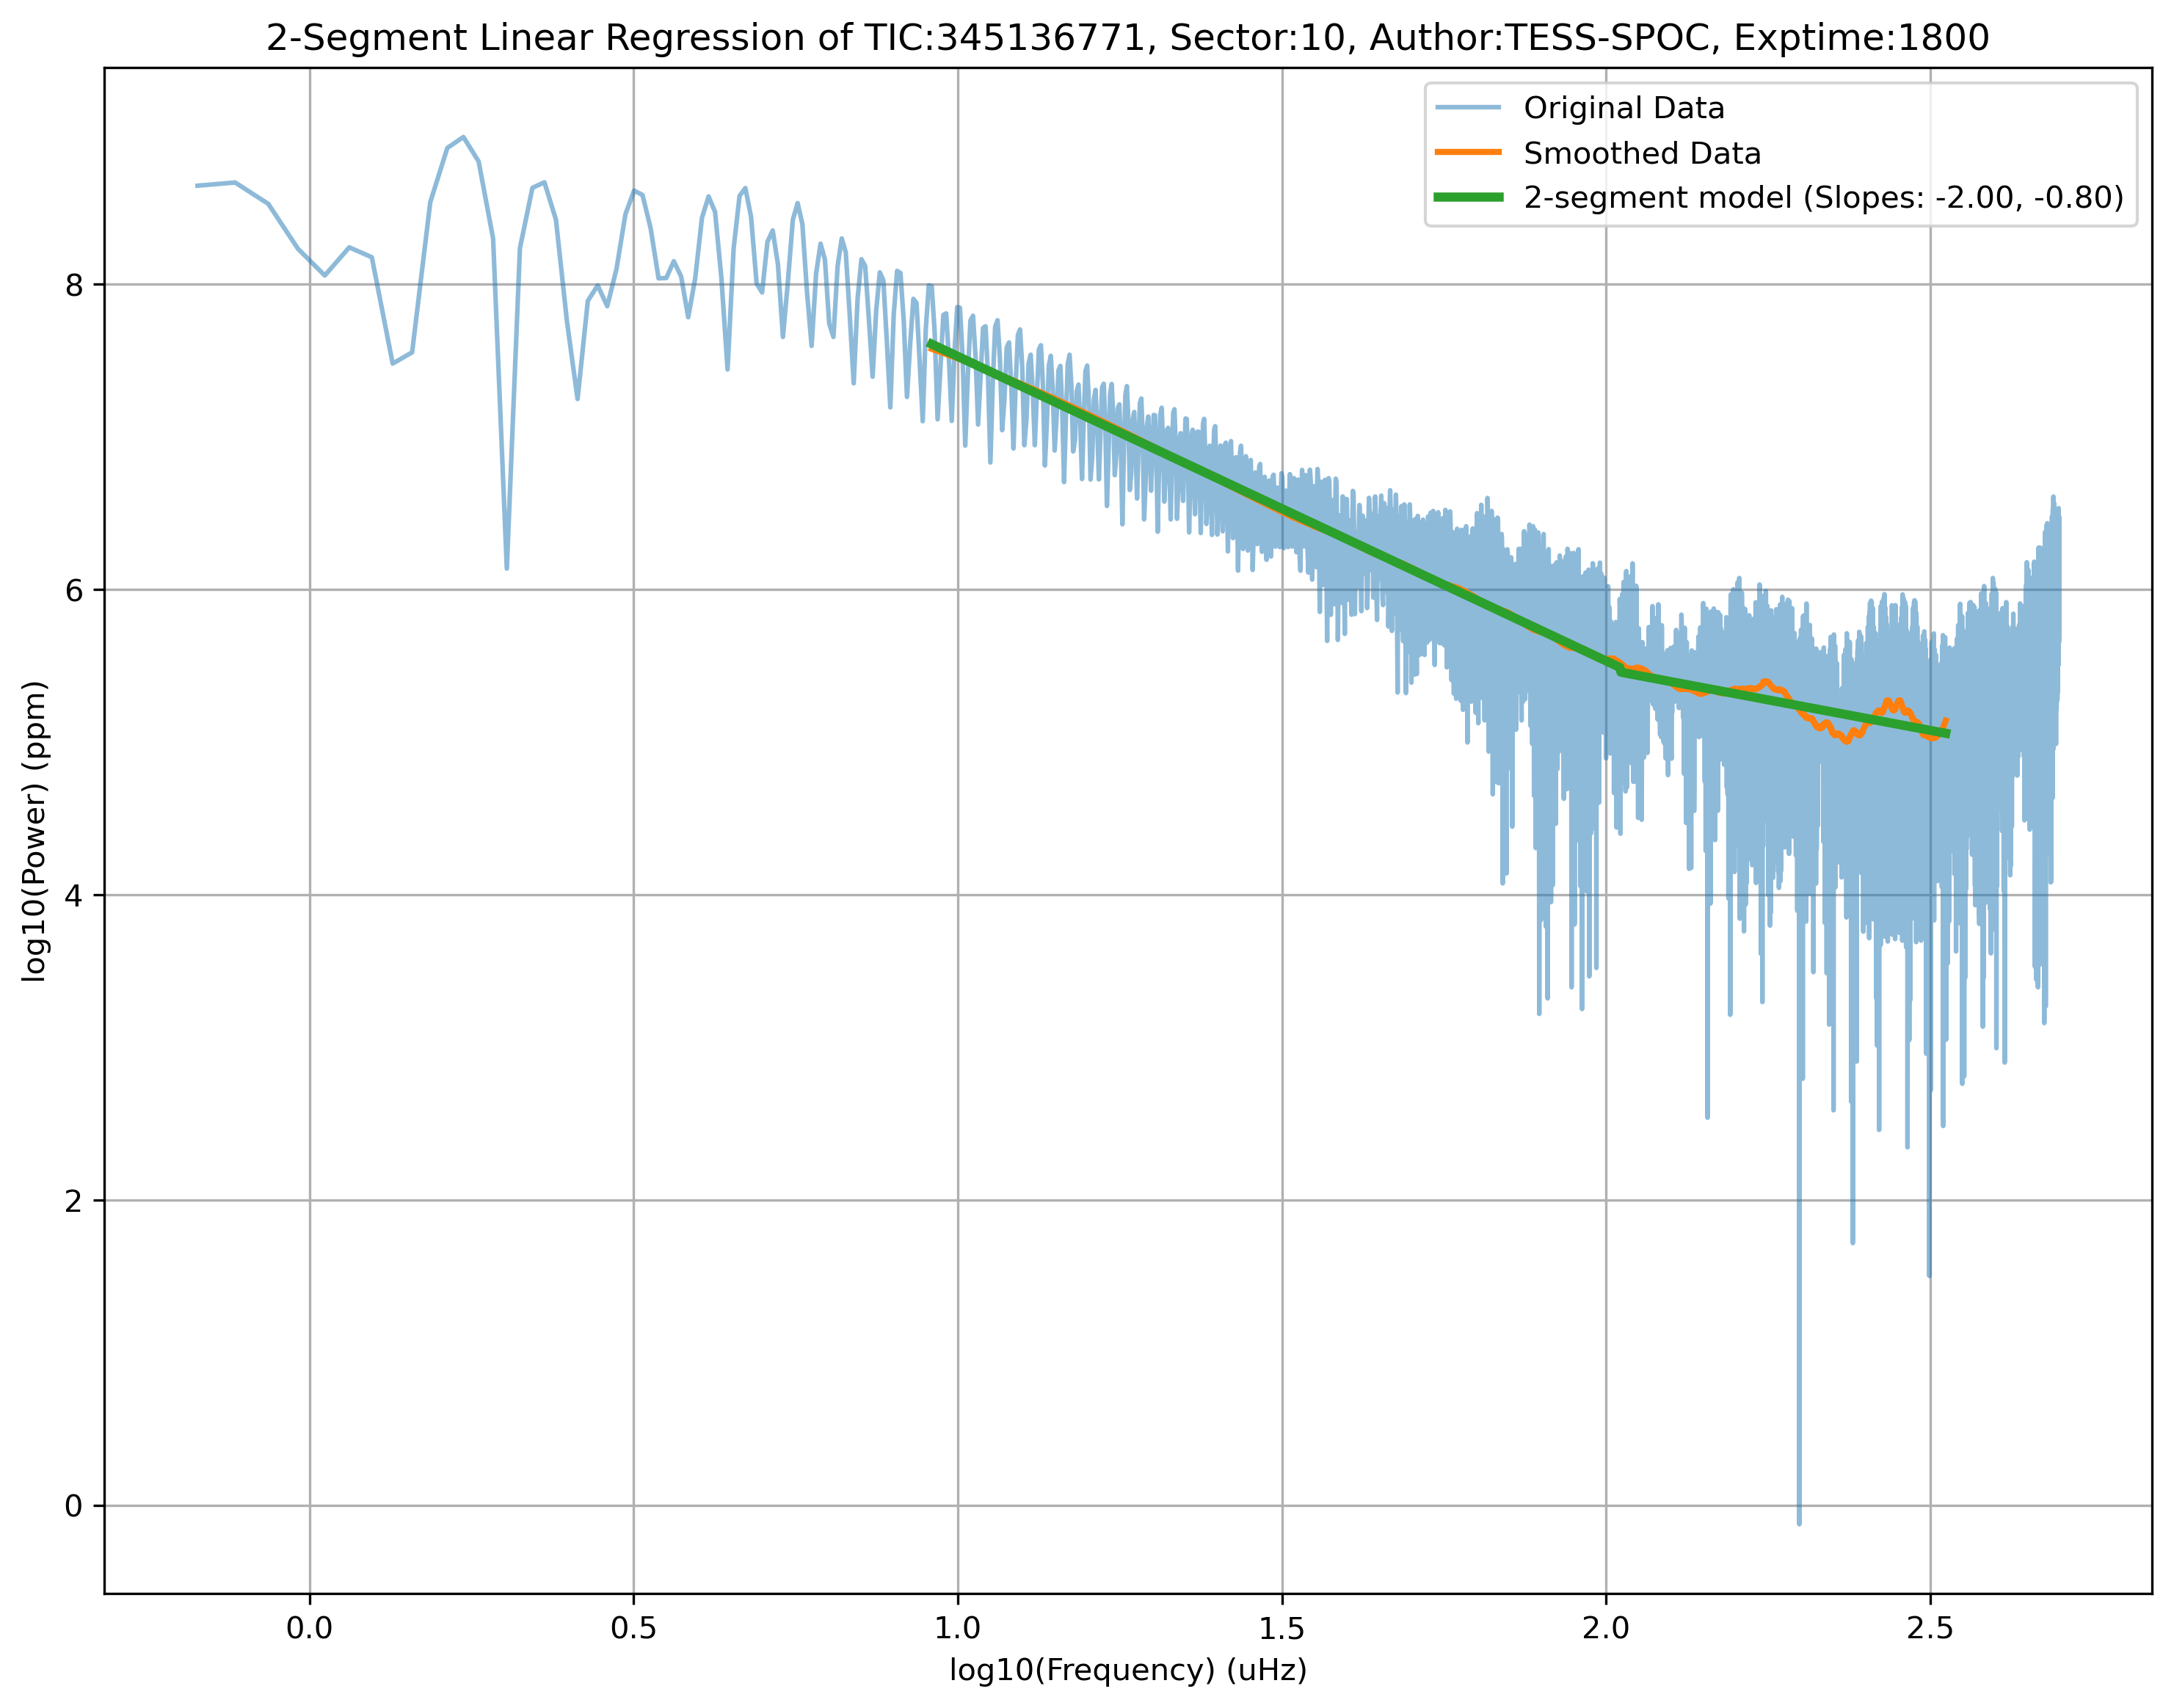 2-Segment Linear Regression of TIC:345136771, Sector:10, Author:TESS-SPOC, Exptime:1800
Original Data
Smoothed Data
2-segment model (Slopes: -2.00, -0.80)
log10(Power) (ppm)
8
6
4
2
0
0.0 0.5 1.0 1.5 2.0 2.5
log10(Frequency) (uHz)